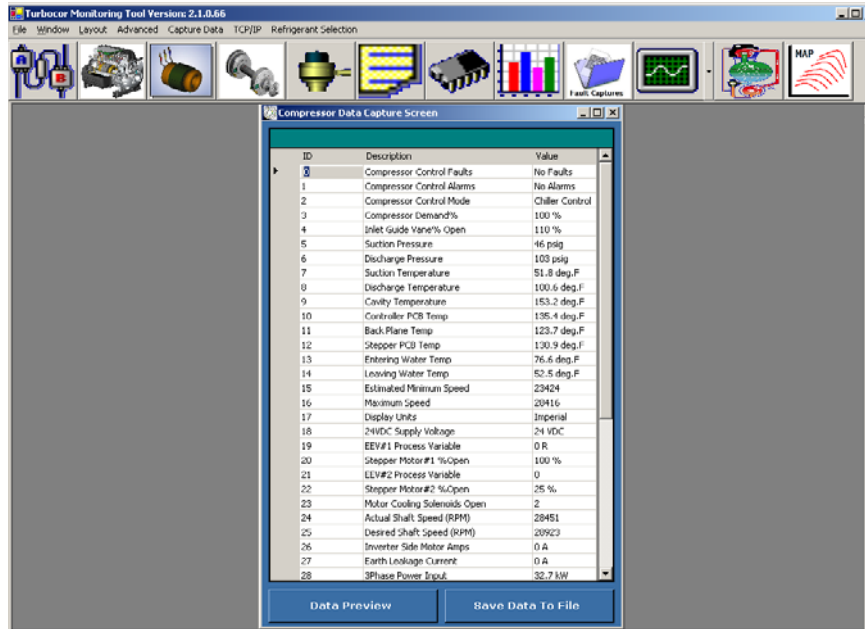 Turbocor Monitoring Tool Version: 2.1.0.66
File Window Layout Advanced Capture Data TCP/IP Refrigerant Selection
A
B
Fault Captures
MAP
Compressor Data Capture Screen
ID Description Value
0 Compressor Control Faults No Faults
1 Compressor Control Alarms No Alarms
2 Compressor Control Mode Chiller Control
3 Compressor Demand% 100 %
4 Inlet Guide Vane% Open 110 %
5 Suction Pressure 46 psig
6 Discharge Pressure 103 psig
7 Suction Temperature 51.8 deg.F
8 Discharge Temperature 100.6 deg.F
9 Cavity Temperature 153.2 deg.F
10 Controller PCB Temp 135.4 deg.F
11 Back Plane Temp 123.7 deg.F
12 Stepper PCB Temp 130.9 deg.F
13 Entering Water Temp 76.6 deg.F
14 Leaving Water Temp 52.5 deg.F
15 Estimated Minimum Speed 23424
16 Maximum Speed 28416
17 Display Units Imperial
18 24VDC Supply Voltage 24 VDC
19 EEV#1 Process Variable 0 R
20 Stepper Motor#1 %Open 100 %
21 EEV#2 Process Variable 0
22 Stepper Motor#2 %Open 25 %
23 Motor Cooling Solenoids Open 2
24 Actual Shaft Speed (RPM) 28451
25 Desired Shaft Speed (RPM) 28923
26 Inverter Side Motor Amps 0 A
27 Earth Leakage Current 0 A
28 3Phase Power Input 32.7 kW
Data Preview Save Data To File